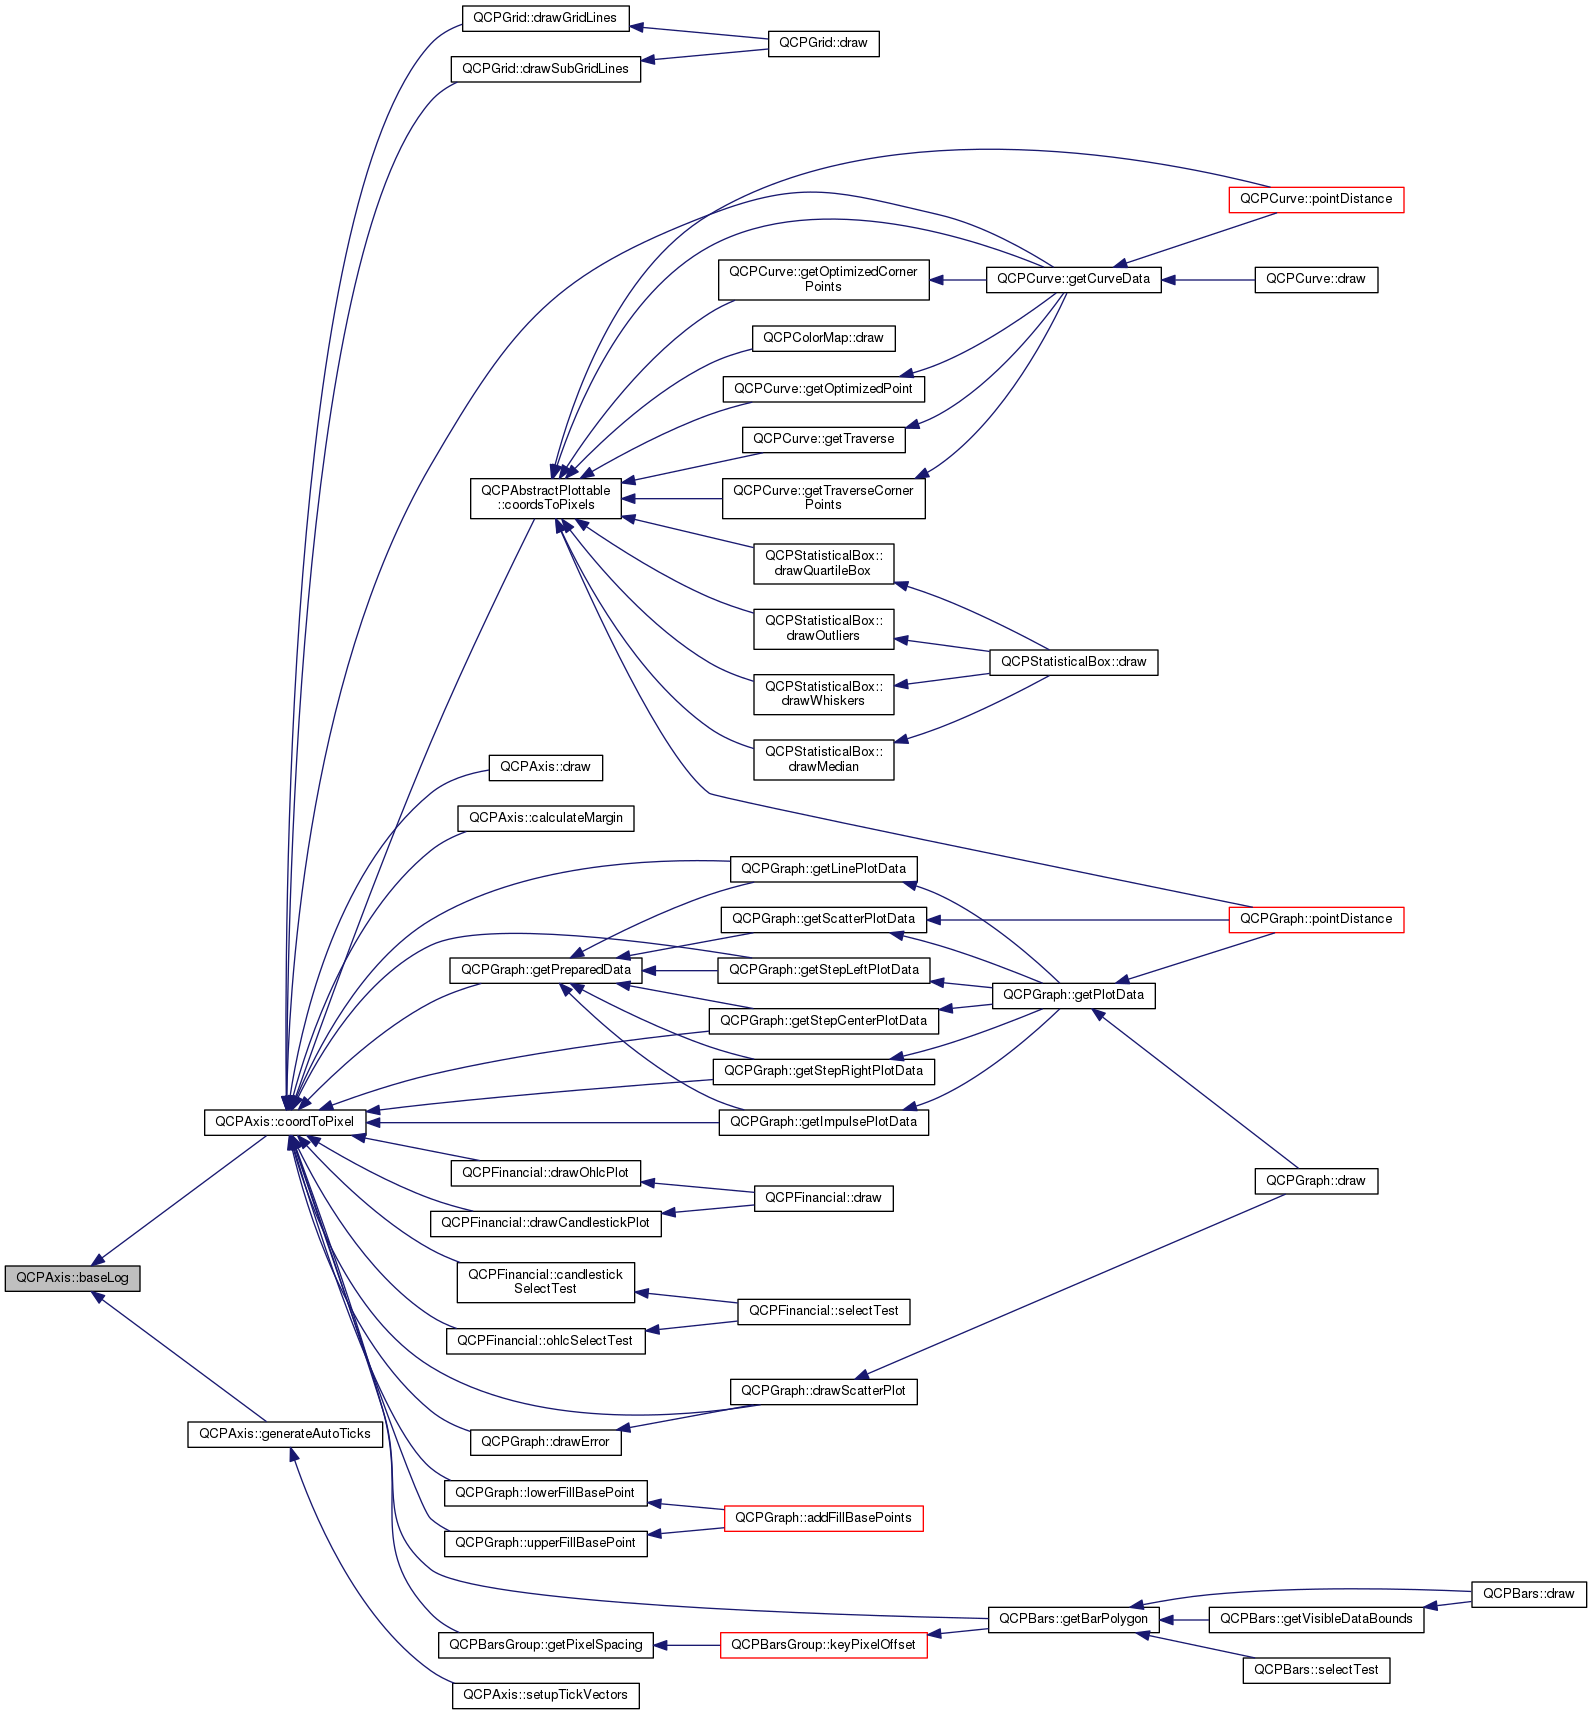 QCPGrid::drawGridLines
QCPGrid::draw
QCPGrid::drawSubGridLines
QCPCurve::pointDistance
QCPCurve::getOptimizedCorner
Points
QCPCurve::getCurveData
QCPCurve::draw
QCPColorMap::draw
QCPCurve::getOptimizedPoint
QCPCurve::getTraverse
QCPAbstractPlottable
::coordsToPixels
QCPCurve::getTraverseCorner
Points
QCPStatisticalBox::
drawQuartileBox
QCPStatisticalBox::
drawOutliers
QCPStatisticalBox::draw
QCPStatisticalBox::
drawWhiskers
QCPStatisticalBox::
drawMedian
QCPAxis::draw
QCPAxis::calculateMargin
QCPGraph::getLinePlotData
QCPGraph::getScatterPlotData
QCPGraph::pointDistance
QCPGraph::getPreparedData
QCPGraph::getStepLeftPlotData
QCPGraph::getPlotData
QCPGraph::getStepCenterPlotData
QCPGraph::getStepRightPlotData
QCPAxis::coordToPixel
QCPGraph::getImpulsePlotData
QCPFinancial::drawOhlcPlot
QCPGraph::draw
QCPFinancial::draw
QCPFinancial::drawCandlestickPlot
QCPAxis::baseLog
QCPFinancial::candlestick
SelectTest
QCPFinancial::selectTest
QCPFinancial::ohlcSelectTest
QCPGraph::drawScatterPlot
QCPAxis::generateAutoTicks
QCPGraph::drawError
QCPGraph::lowerFillBasePoint
QCPGraph::addFillBasePoints
QCPGraph::upperFillBasePoint
QCPBars::draw
QCPBars::getBarPolygon
QCPBars::getVisibleDataBounds
QCPBarsGroup::getPixelSpacing
QCPBarsGroup::keyPixelOffset
QCPBars::selectTest
QCPAxis::setupTickVectors